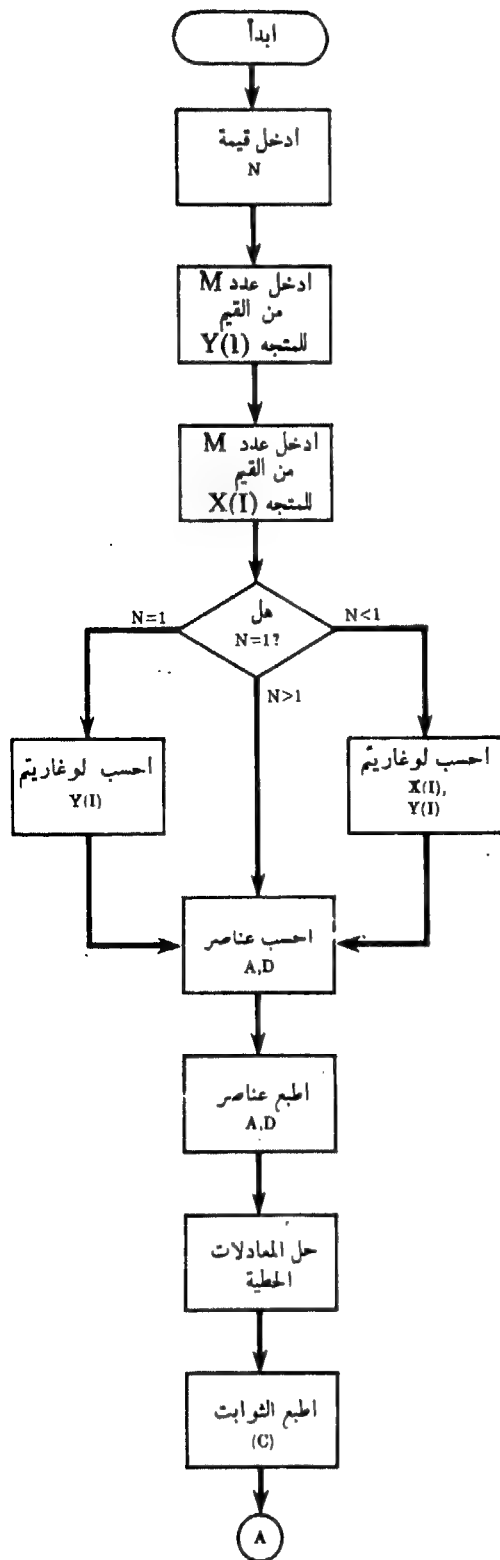 ابدأ
ادخل قيمة
N
ادخل عدد M
من القيم
للمتجه Y(I)
ادخل عدد M
من القيم
للمتجه X(I)
هل
N=1?
N=1
N<1
N>1
احسب لوغاريتم
Y(I)
احسب لوغاريتم
X(I),
Y(I)
احسب عناصر
A,D
اطبع عناصر
A,D
حل المعادلات
الخطية
اطبع الثوابت
(C)
A